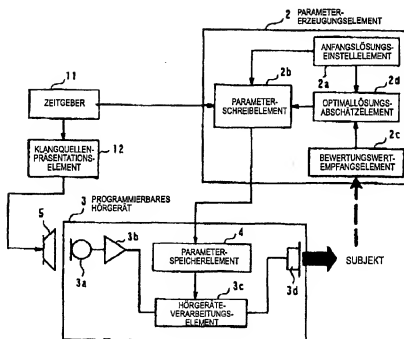 2 PARAMETER-
ERZEUGUNGSELEMENT
ANFANGSLÖSUNGS-
EINSTELLELEMENT
2a
11
ZEITGEBER
2b
PARAMETER-
SCHREIBELEMENT
2d
OPTIMALLÖSUNGS-
ABSCHÄTZELEMENT
12
KLANGQUELLEN-
PRÄSENTATIONS-
ELEMENT
2c
BEWERTUNGSWERT-
EMPFANGSELEMENT
3 PROGRAMMIERBARES
HÖRGERÄT
5
3a
3b
4
PARAMETER-
SPEICHERELEMENT
3c
HÖRGERÄTE-
VERARBEITUNGS-
ELEMENT
3d
SUBJEKT